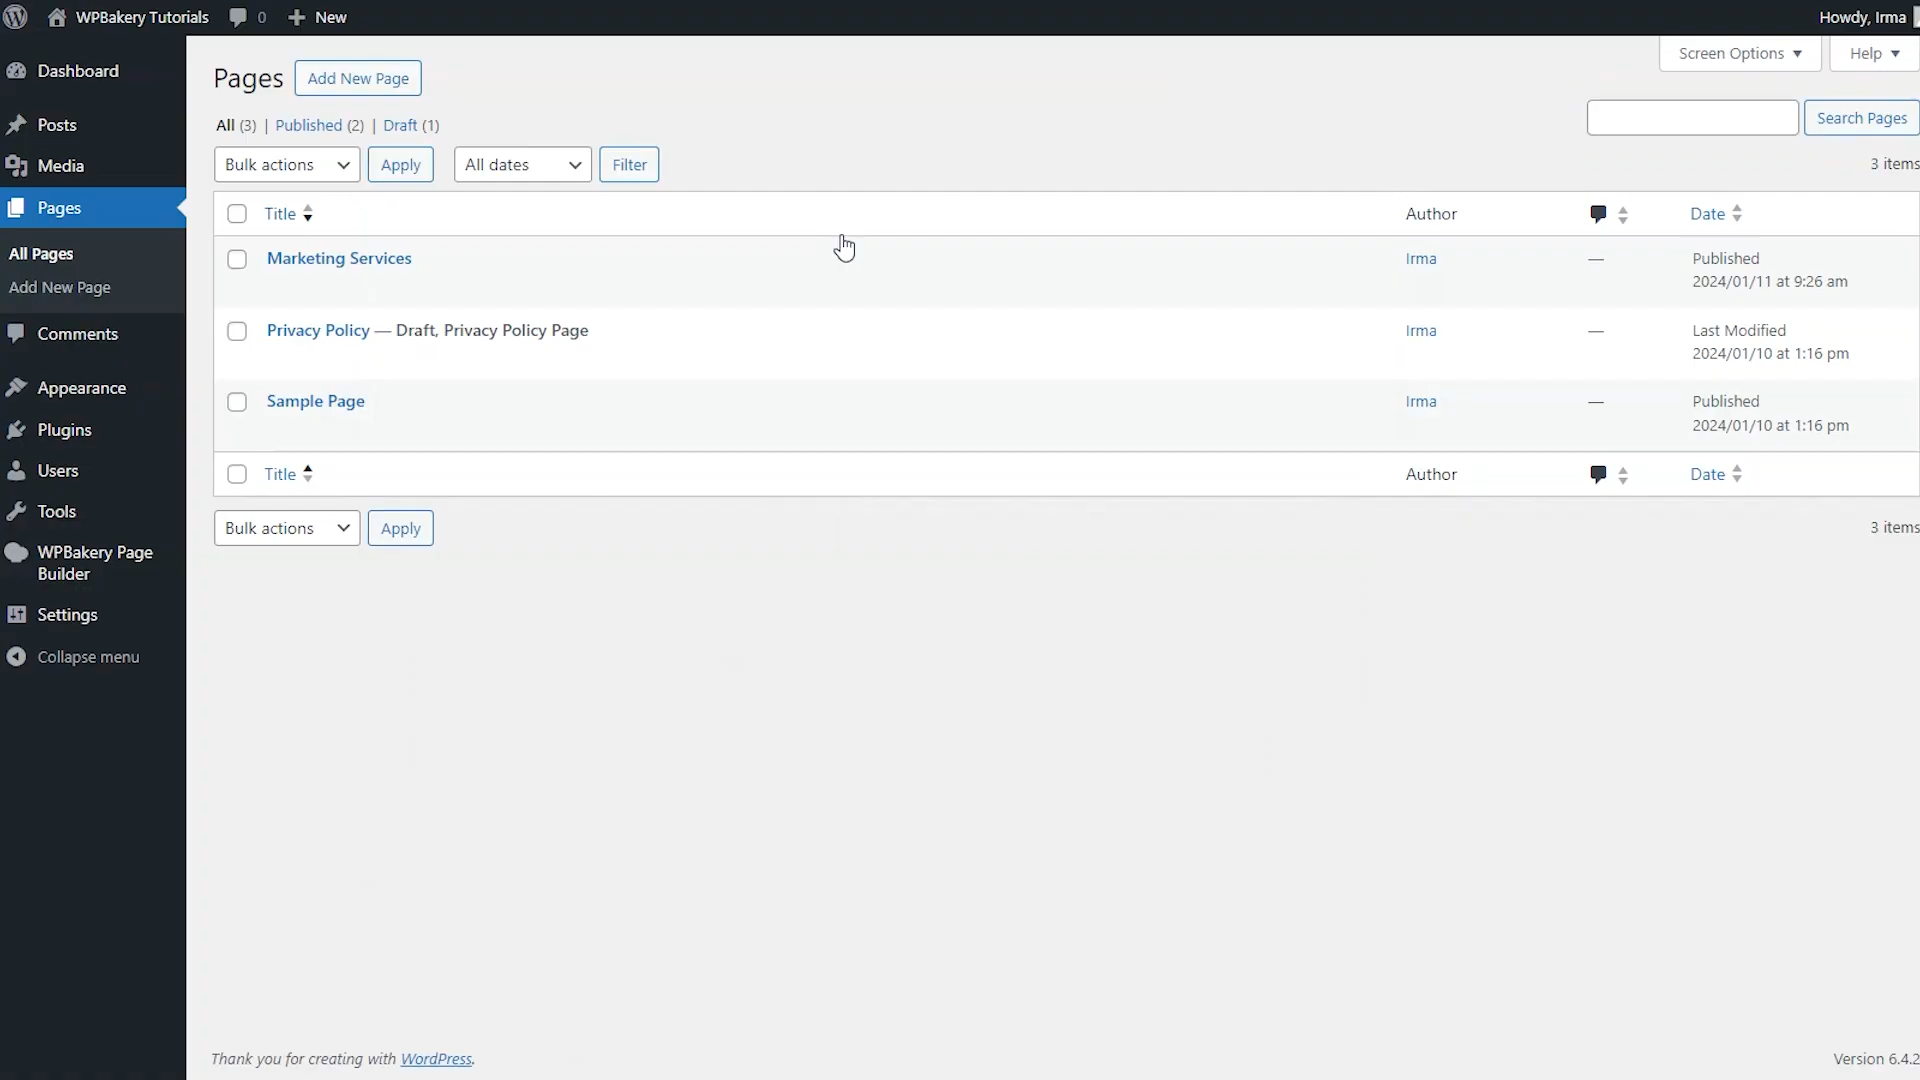 WPBakery Tutorials 0 New Howdy, Irma
Dashboard
Posts
Media
Pages
All Pages
Add New Page
Comments
Appearance
Plugins
Users
Tools
WPBakery Page
Builder
Settings
Collapse menu
Screen Options Help
Pages Add New Page
All (3) | Published (2) | Draft (1)
Search Pages
Bulk actions Apply All dates Filter 3 items
Title Author Date
Marketing Services Irma — Published
2024/01/11 at 9:26 am
Privacy Policy — Draft, Privacy Policy Page Irma — Last Modified
2024/01/10 at 1:16 pm
Sample Page Irma — Published
2024/01/10 at 1:16 pm
Title Author Date
Bulk actions Apply 3 items
Thank you for creating with WordPress. Version 6.4.2